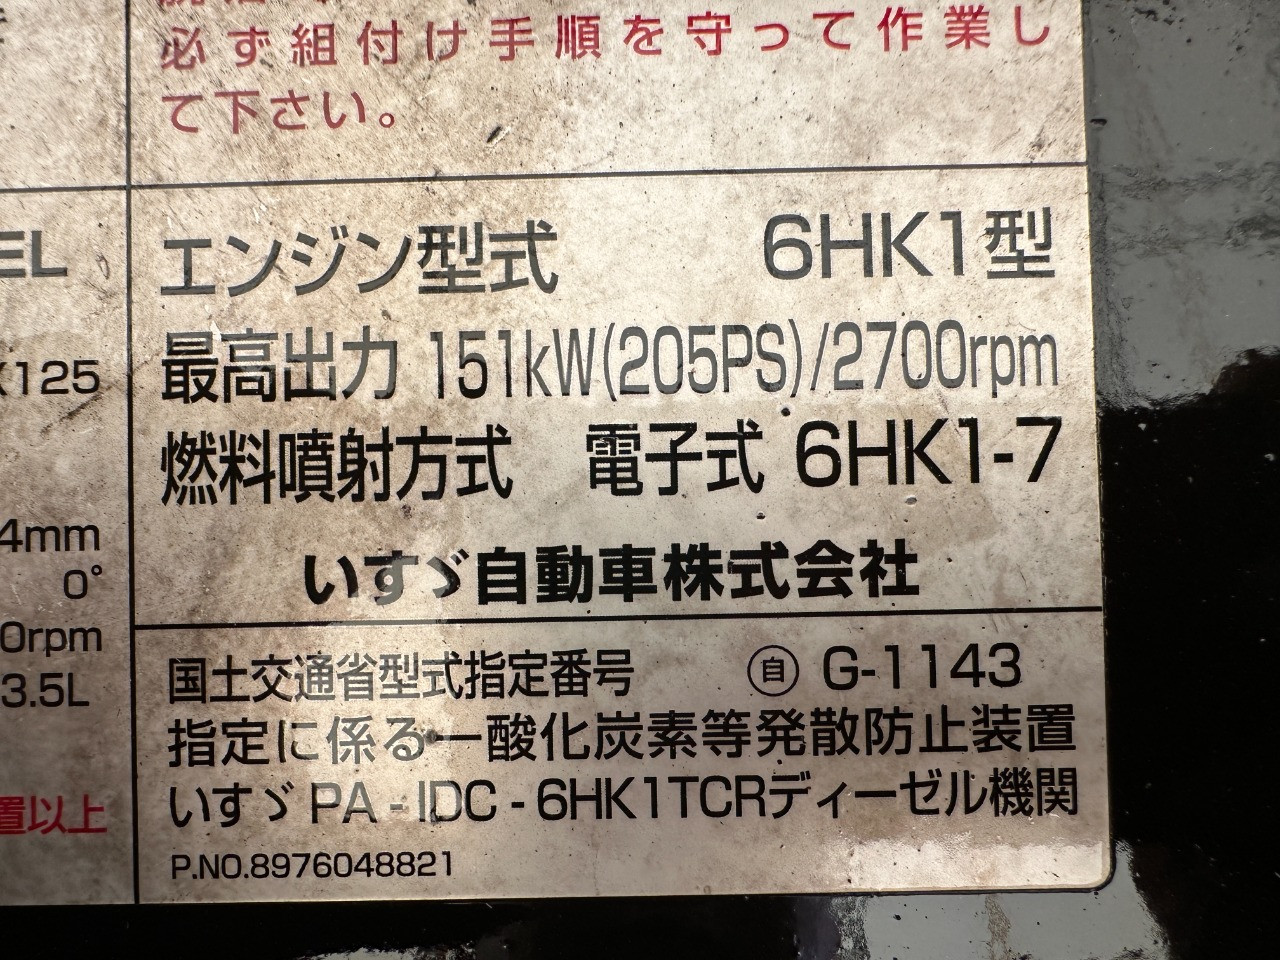 必ず組付け手順を守って作業し
て下さい。
EL
エンジン型式 6HK1型
最高出力 151kW(205PS)/2700rpm
X125
燃料噴射方式 電子式 6HK1-7
4mm
0°
いすゞ自動車株式会社
0rpm
3.5L
国土交通省型式指定番号 自 G-1143
指定に係る一酸化炭素等発散防止装置
いすゞ PA - IDC - 6HK1TCRディーゼル機関
置以上
P.NO.8976048821